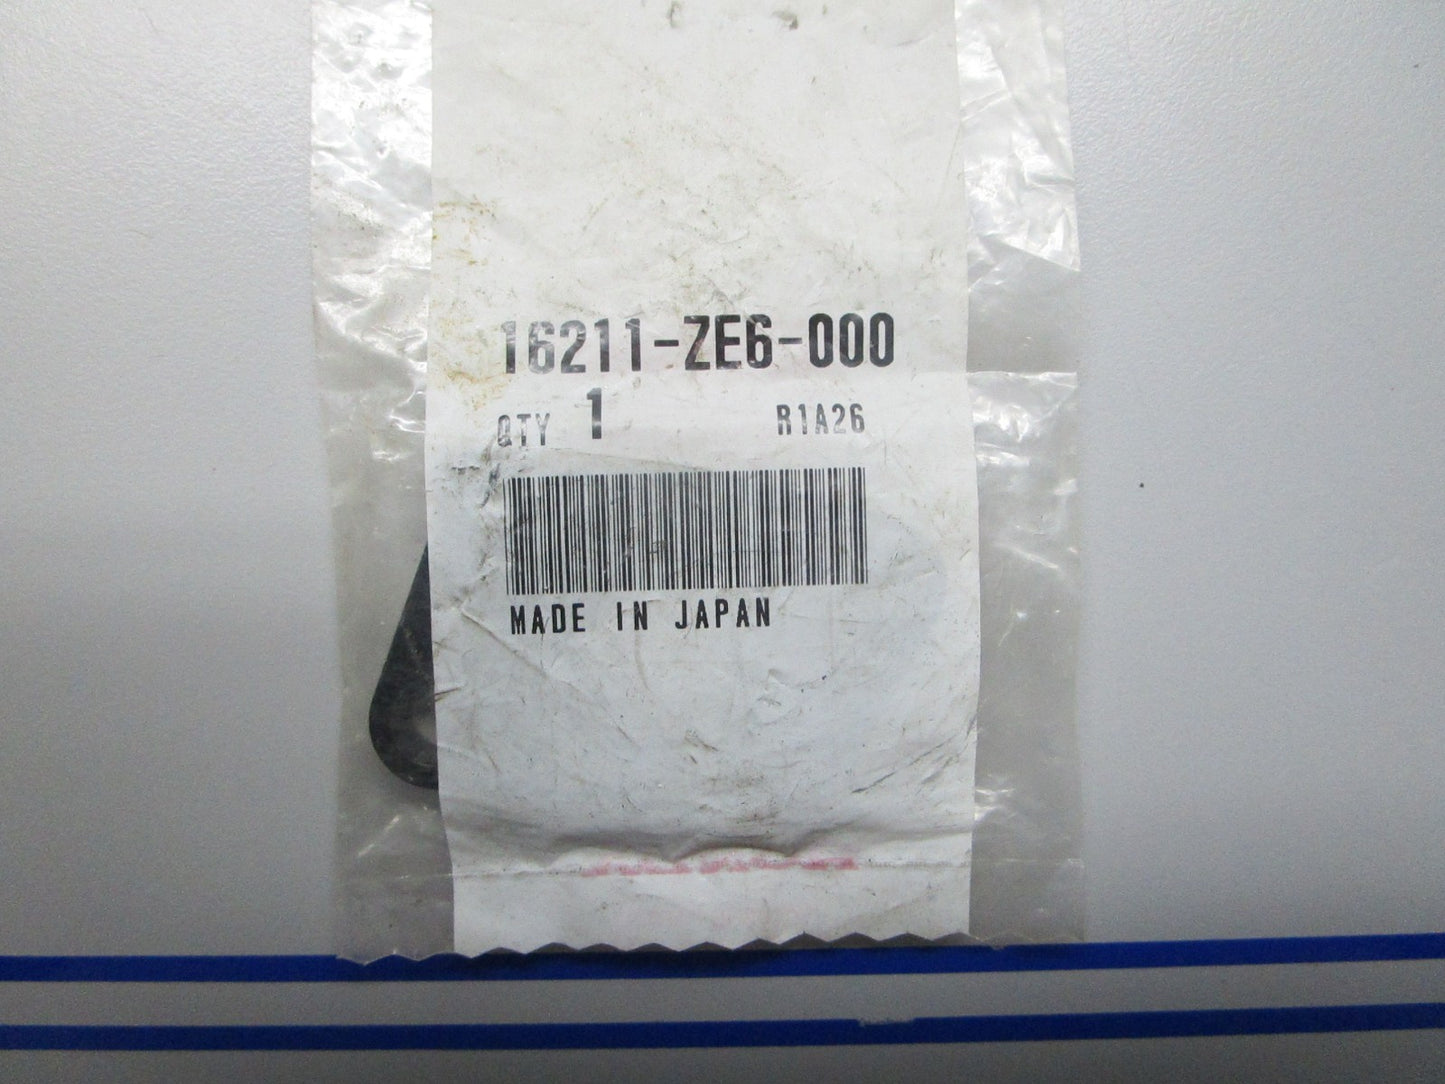 16211-ZE6-000
QTY 1 R1A26
MADE IN JAPAN